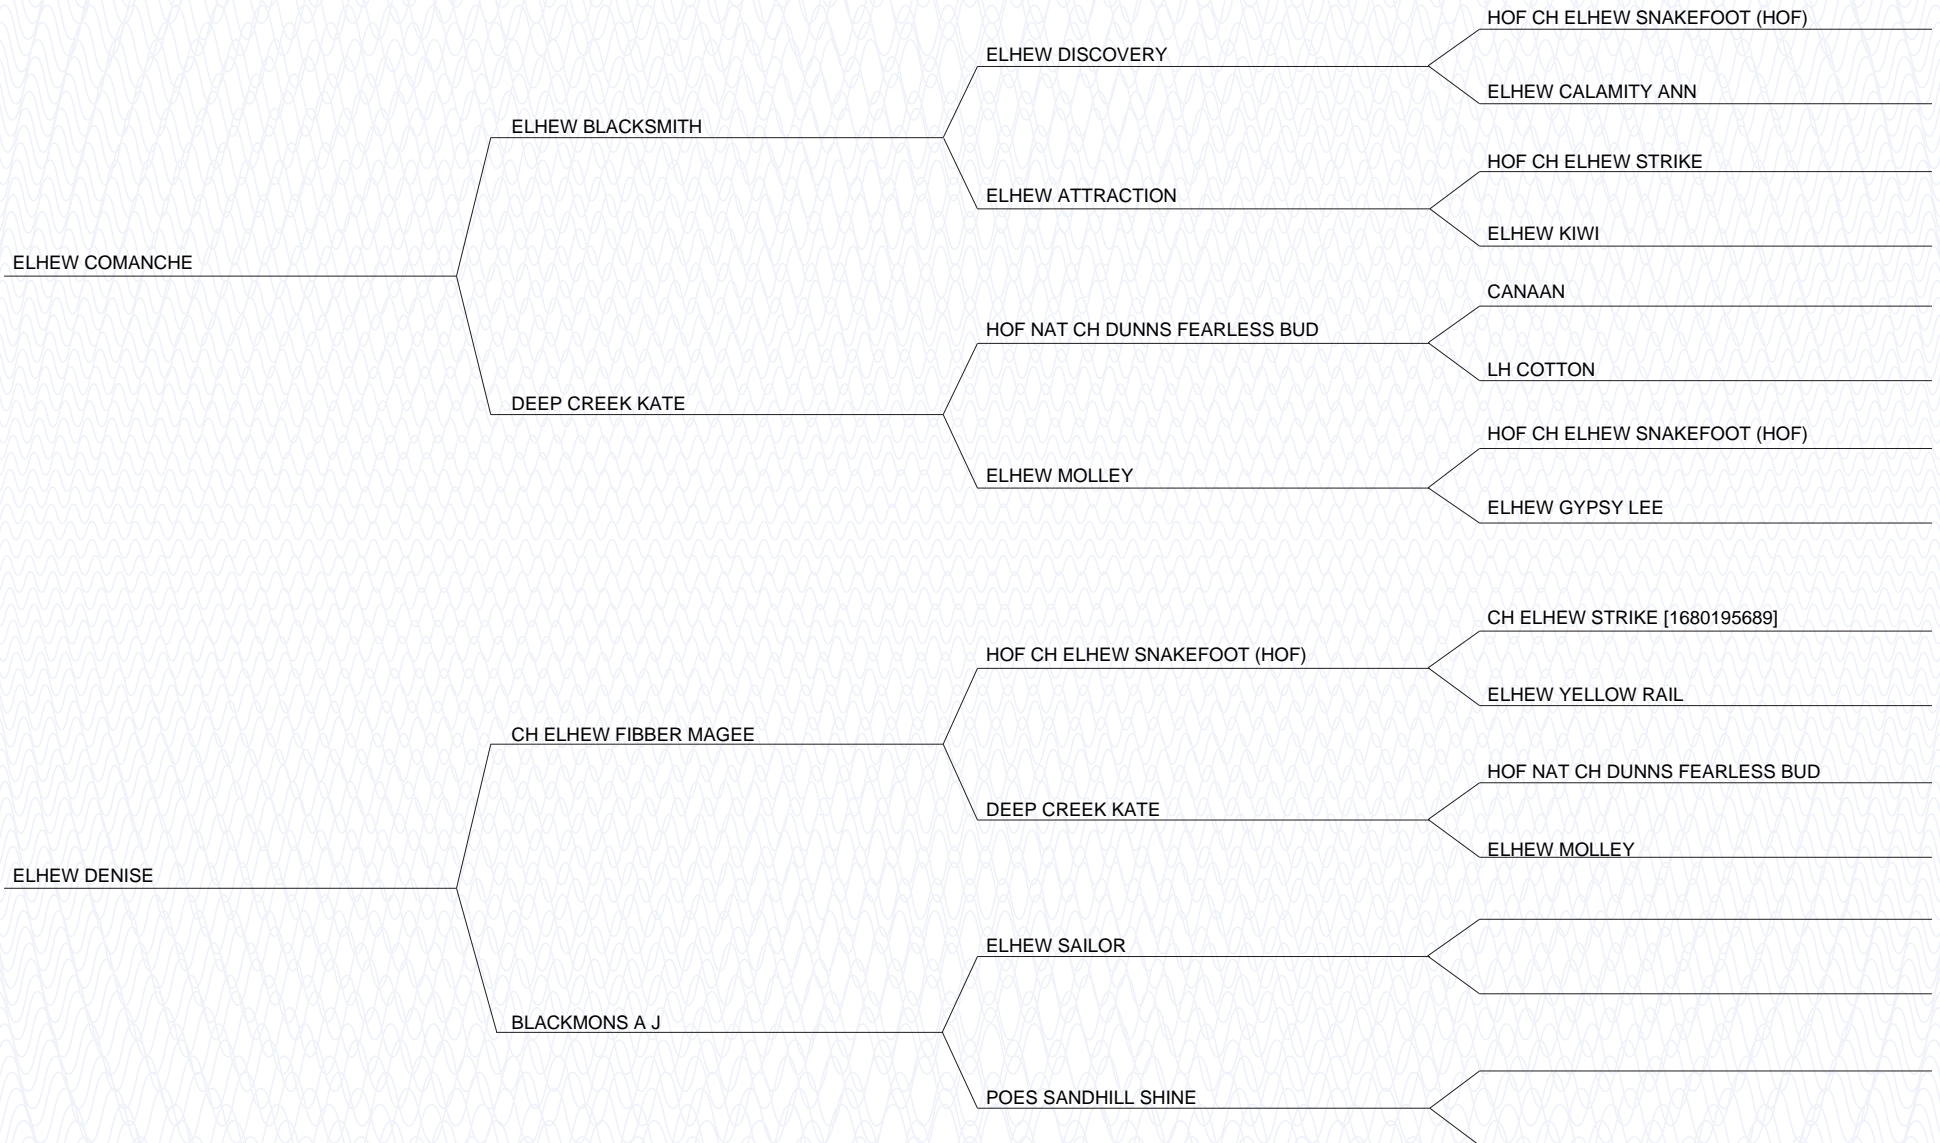 HOF CH ELHEW SNAKEFOOT (HOF)
ELHEW DISCOVERY
ELHEW CALAMITY ANN
ELHEW BLACKSMITH
HOF CH ELHEW STRIKE
ELHEW ATTRACTION
ELHEW KIWI
ELHEW COMANCHE
CANAAN
HOF NAT CH DUNNS FEARLESS BUD
LH COTTON
DEEP CREEK KATE
HOF CH ELHEW SNAKEFOOT (HOF)
ELHEW MOLLEY
ELHEW GYPSY LEE
CH ELHEW STRIKE [1680195689]
HOF CH ELHEW SNAKEFOOT (HOF)
ELHEW YELLOW RAIL
CH ELHEW FIBBER MAGEE
HOF NAT CH DUNNS FEARLESS BUD
DEEP CREEK KATE
ELHEW MOLLEY
ELHEW DENISE
ELHEW SAILOR
BLACKMONS A J
POES SANDHILL SHINE